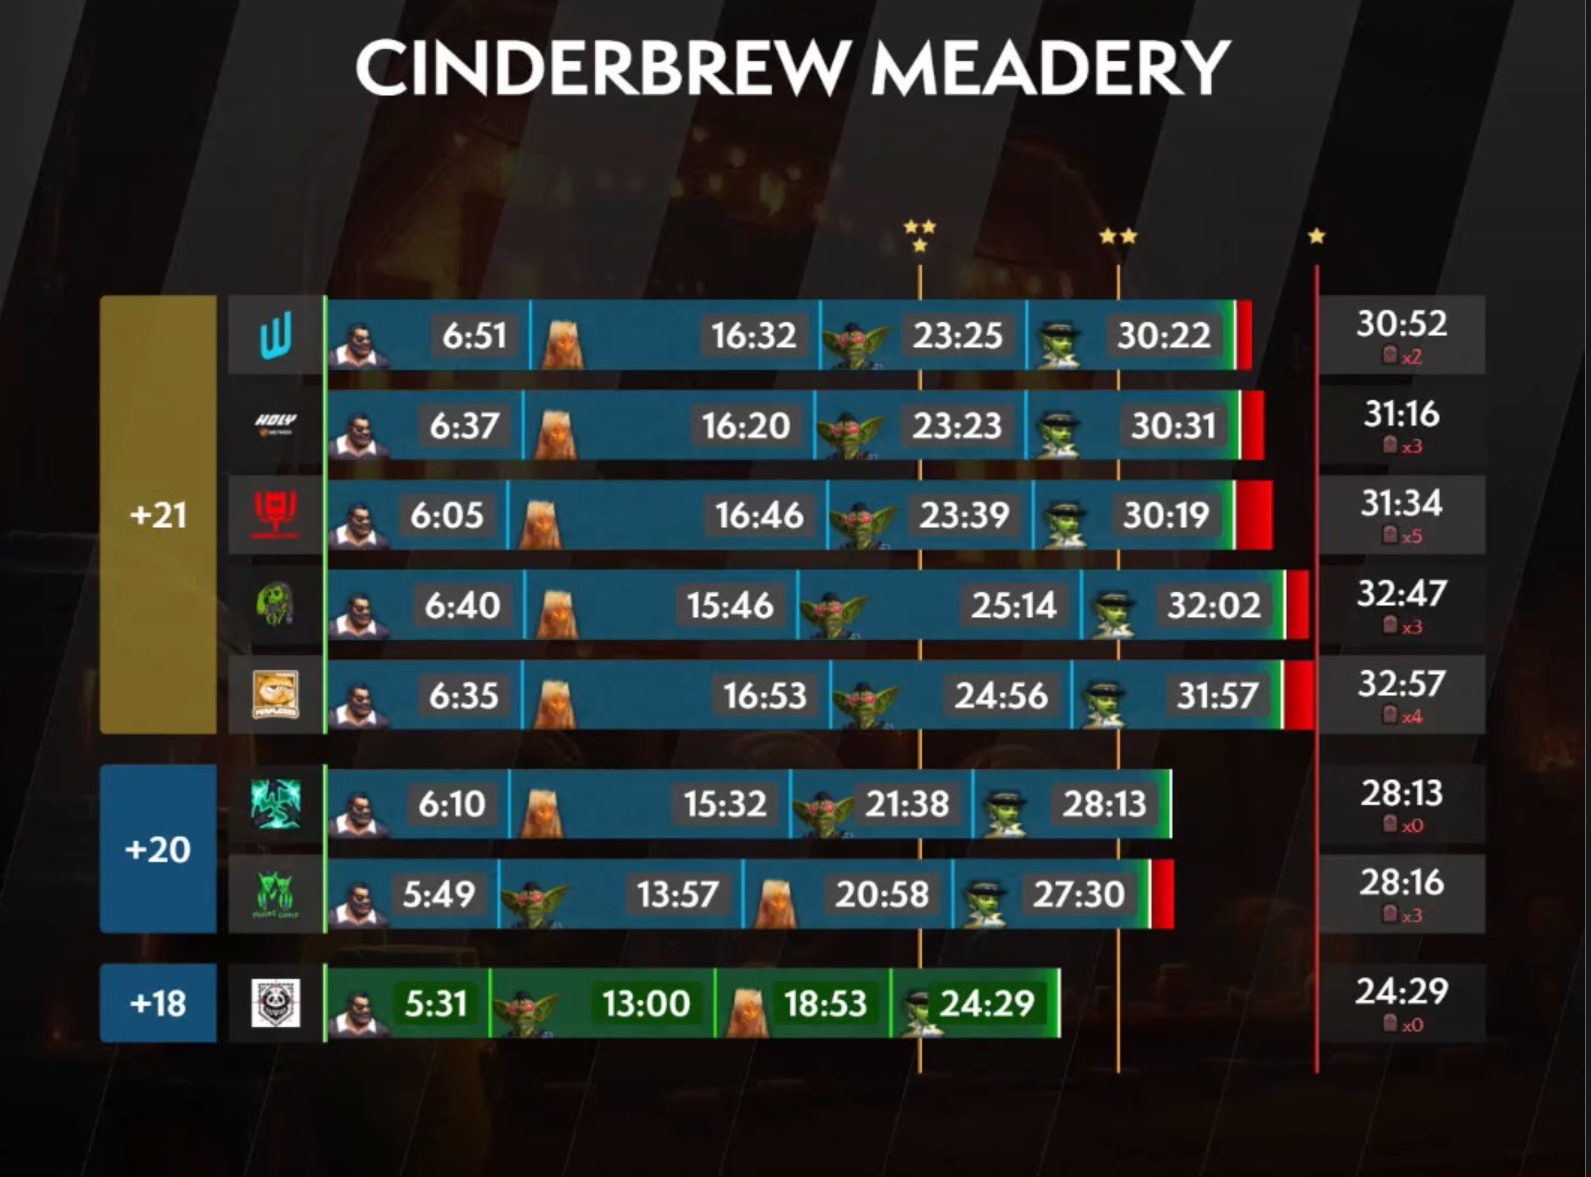 CINDERBREW MEADERY
+21
6:51 16:32 23:25 30:22 30:52
x2
HOLY
6:37 16:20 23:23 30:31 31:16
x3
6:05 16:46 23:39 30:19 31:34
x5
6:40 15:46 25:14 32:02 32:47
x3
PERPLEXED
6:35 16:53 24:56 31:57 32:57
x4
+20
6:10 15:32 21:38 28:13 28:13
x0
5:49 13:57 20:58 27:30 28:16
x3
+18
5:31 13:00 18:53 24:29 24:29
x0